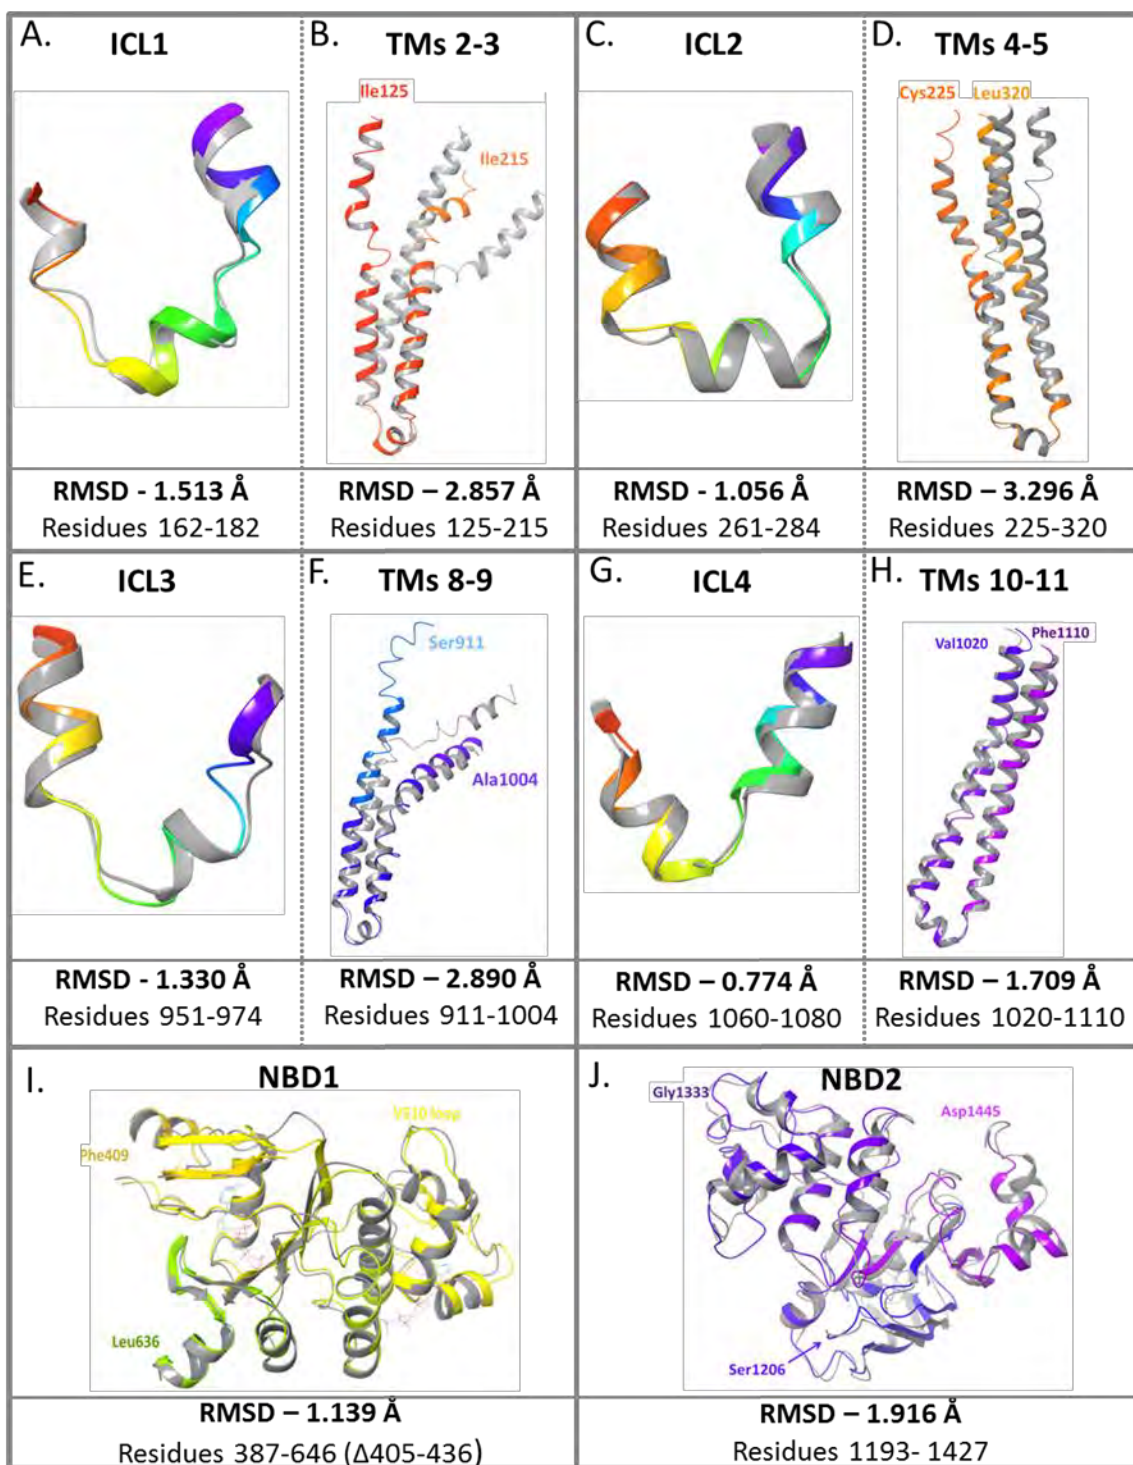 A. ICL1
B. TMs 2-3
C. ICL2
D. TMs 4-5
Ile125
Ile215
Cys225 Leu320
RMSD - 1.513 Å
Residues 162-182
RMSD – 2.857 Å
Residues 125-215
RMSD - 1.056 Å
Residues 261-284
RMSD – 3.296 Å
Residues 225-320
E. ICL3
F. TMs 8-9
G. ICL4
H. TMs 10-11
Ser911
Ala1004
Val1020
Phe1110
RMSD - 1.330 Å
Residues 951-974
RMSD – 2.890 Å
Residues 911-1004
RMSD – 0.774 Å
Residues 1060-1080
RMSD – 1.709 Å
Residues 1020-1110
I. NBD1
V510 loop
Phe409
Leu636
J. NBD2
Gly1333
Asp1445
Ser1206
RMSD – 1.139 Å
Residues 387-646 (Δ405-436)
RMSD – 1.916 Å
Residues 1193- 1427